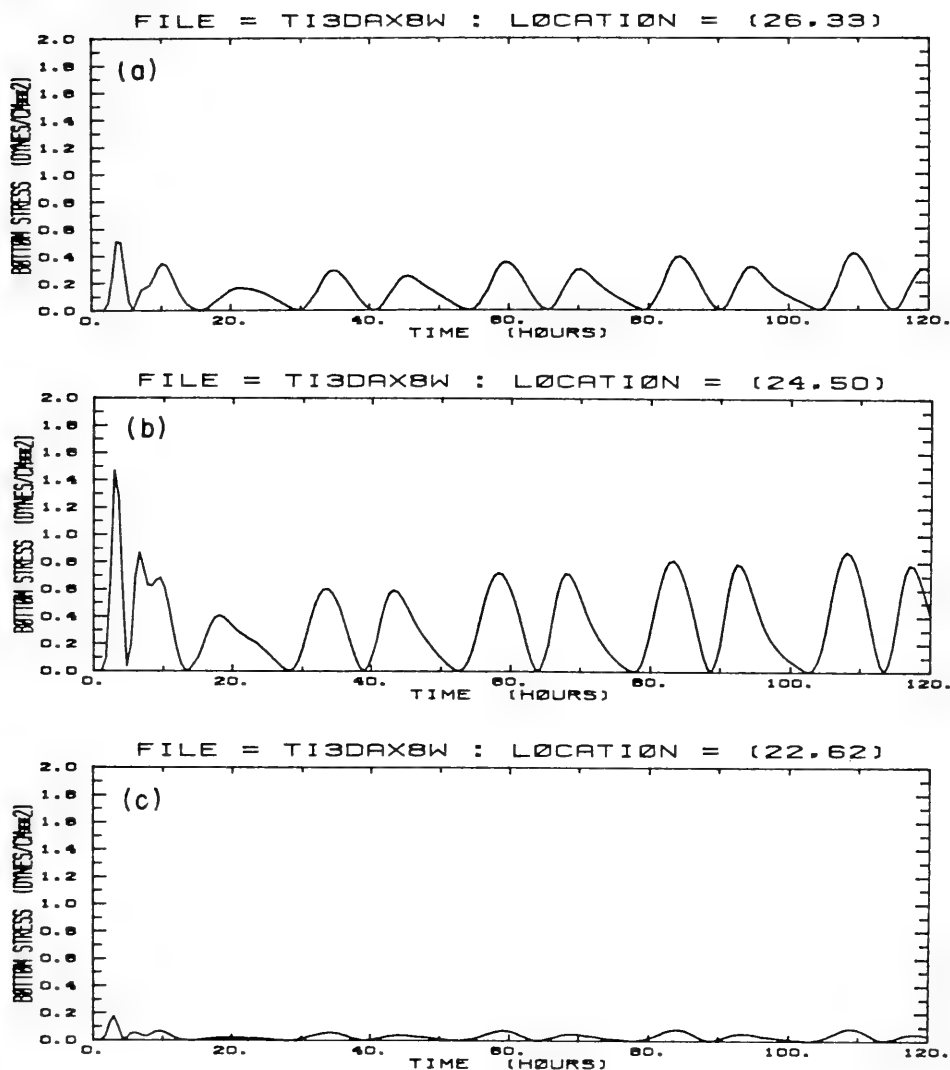 FILE = TI3DAX8W : LØCATIØN = (26,33)
(a)
BØTTØM STRESS (DYNES/CM**2)
2.0
1.8
1.6
1.4
1.2
1.0
0.8
0.6
0.4
0.2
0.0
0. 20. 40. 60. 80. 100. 120.
TIME (HØURS)
FILE = TI3DAX8W : LØCATIØN = (24,50)
(b)
BØTTØM STRESS (DYNES/CM**2)
2.0
1.8
1.6
1.4
1.2
1.0
0.8
0.6
0.4
0.2
0.0
0. 20. 40. 60. 80. 100. 120.
TIME (HØURS)
FILE = TI3DAX8W : LØCATIØN = (22,62)
(c)
BØTTØM STRESS (DYNES/CM**2)
2.0
1.8
1.6
1.4
1.2
1.0
0.8
0.6
0.4
0.2
0.0
0. 20. 40. 60. 80. 100. 120.
TIME (HØURS)